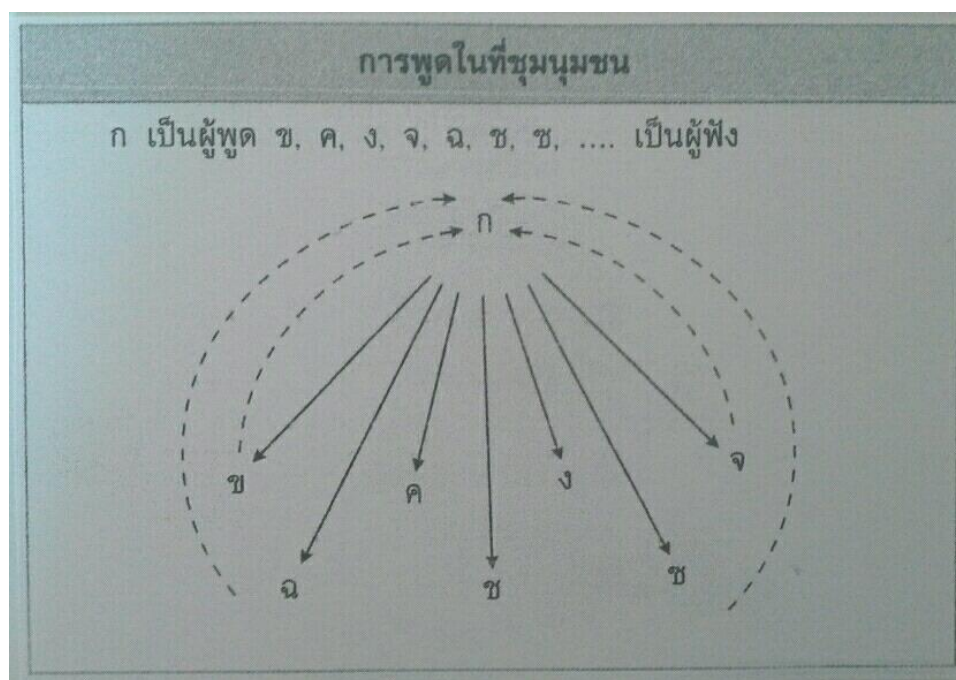 การพูดในที่ชุมนุมชน
ก เป็นผู้พูด ข, ค, ง, จ, ฉ, ช, ซ, .... เป็นผู้ฟัง
ก
ข ค ง จ
ฉ ช ซ